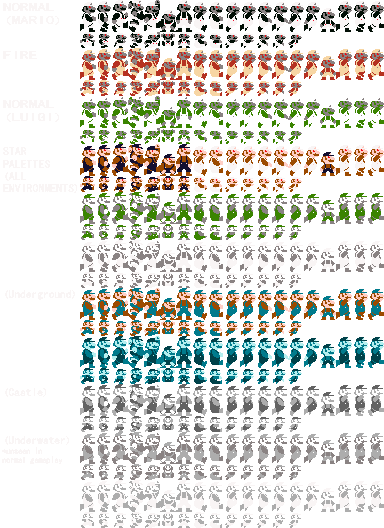 NORMAL
(MARIO)
FIRE
NORMAL
(LUIGI)
STAR
PALETTES
(ALL
ENVIRONMENTS)
(Underground)
(Castle)
(Underwater)